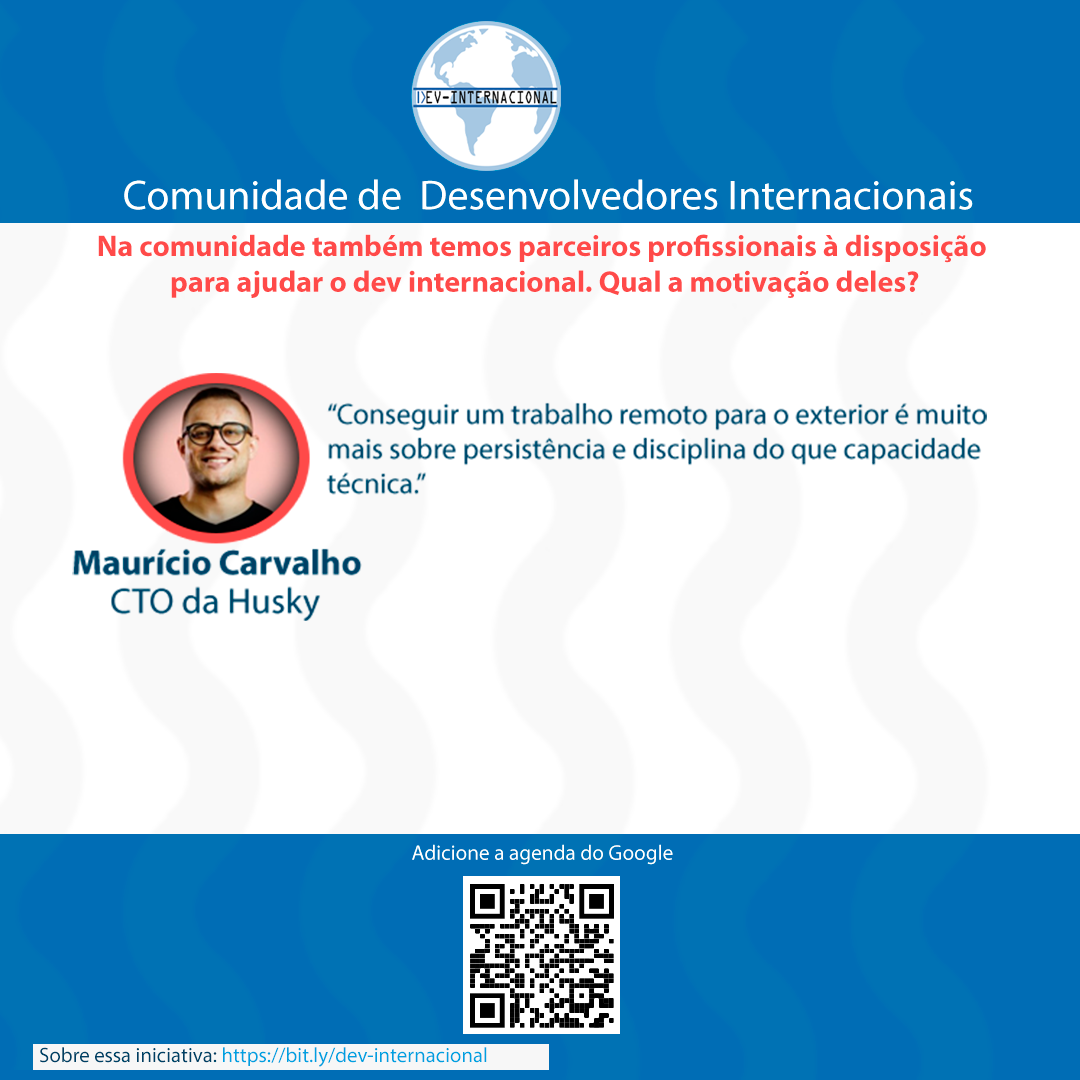 DEV-INTERNACIONAL
Comunidade de Desenvolvedores Internacionais
Na comunidade também temos parceiros profissionais à disposição
para ajudar o dev internacional. Qual a motivação deles?
“Conseguir um trabalho remoto para o exterior é muito
mais sobre persistência e disciplina do que capacidade
técnica.”
Maurício Carvalho
CTO da Husky
Adicione a agenda do Google
Sobre essa iniciativa: https://bit.ly/dev-internacional